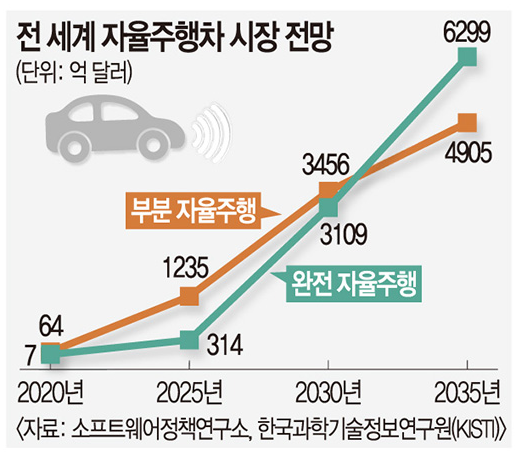 전 세계 자율주행차 시장 전망
(단위: 억 달러)
6299
4905
3456
부분 자율주행
3109
1235
완전 자율주행
64
7
314
2020년 2025년 2030년 2035년
<자료: 소프트웨어정책연구소, 한국과학기술정보연구원(KISTI)>